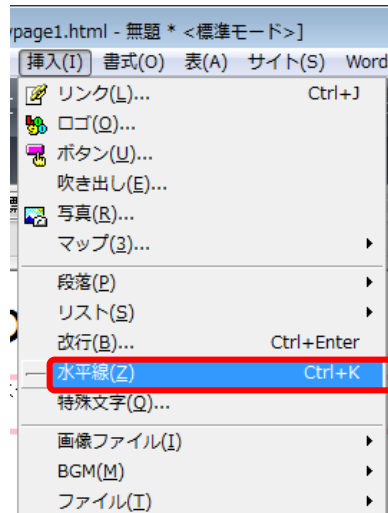 page1.html - 無題 * <標準モード>]
挿入(I) 書式(O) 表(A) サイト(S) Word
リンク(L)... Ctrl+J
ロゴ(O)...
ボタン(U)...
吹き出し(E)...
写真(R)...
マップ(3)...
段落(P)
リスト(S)
改行(B)... Ctrl+Enter
水平線(Z) Ctrl+K
特殊文字(Q)...
画像ファイル(I)
BGM(M)
ファイル(T)